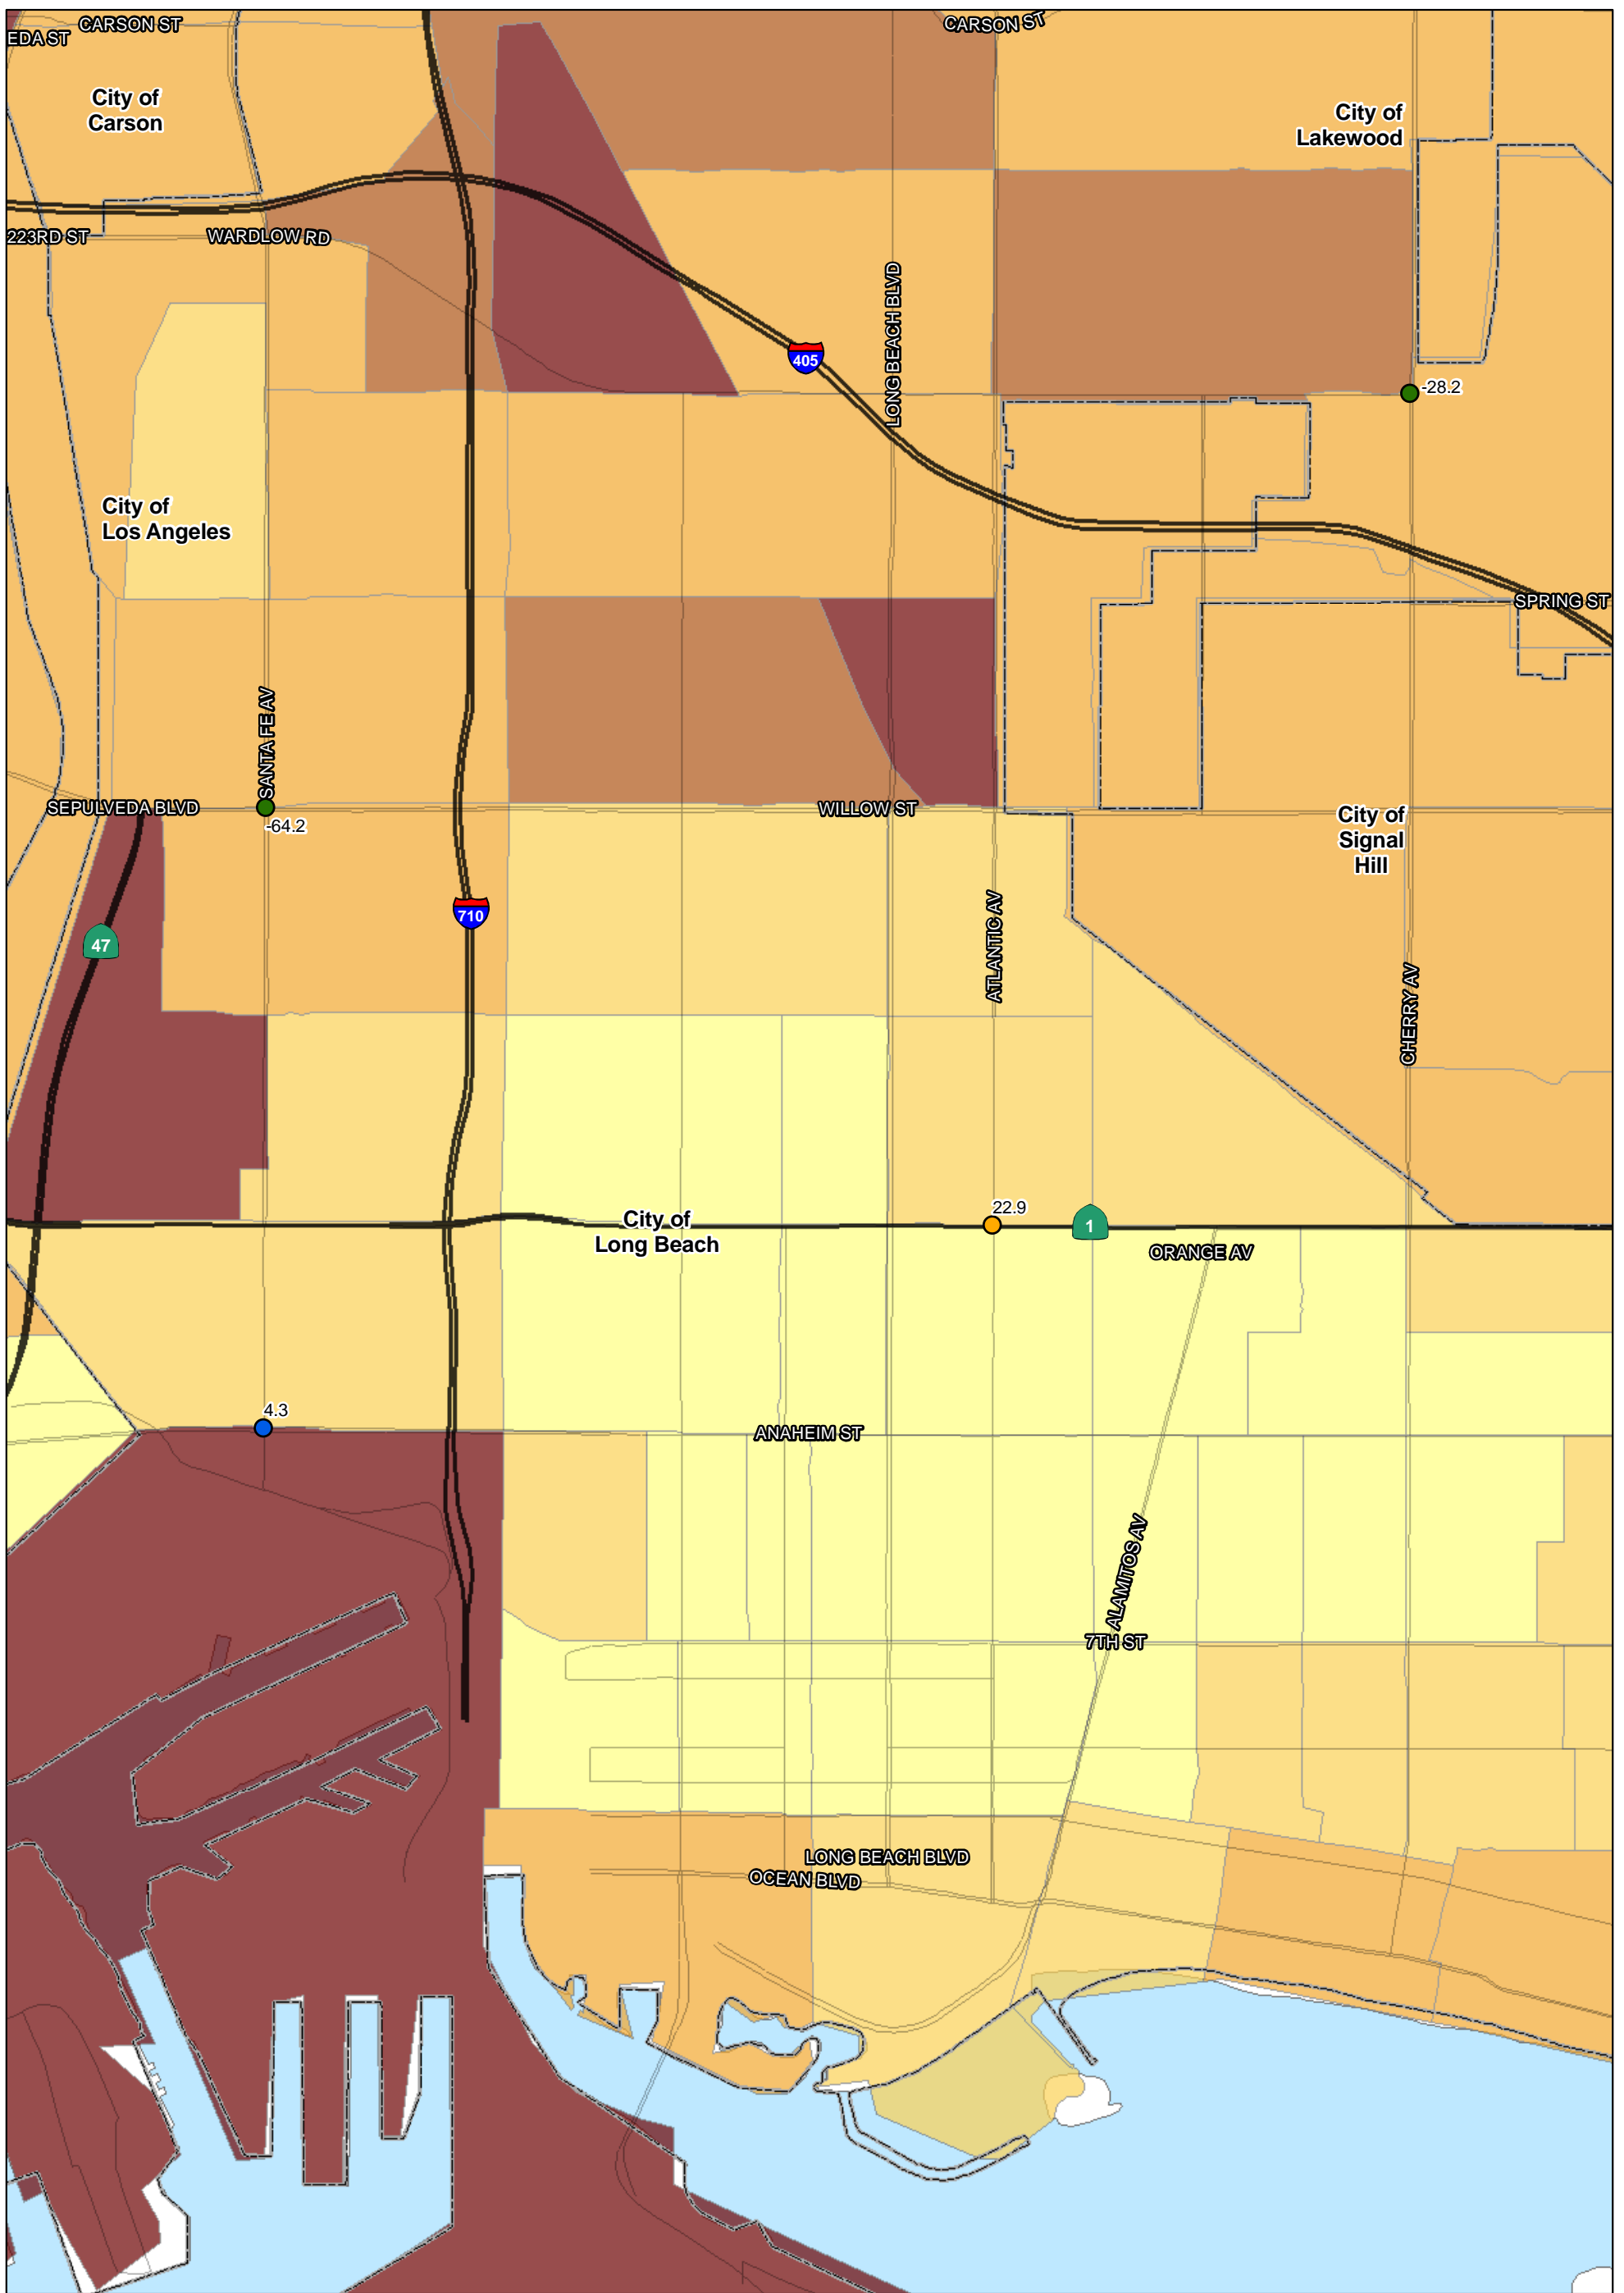 CARSON ST
CARSON ST
EDA ST
City of
Carson
City of
Lakewood
223RD ST
WARDLOW RD
LONG BEACH BLVD
405
-28.2
City of
Los Angeles
SPRING ST
SANTA FE AV
SEPULVEDA BLVD
WILLOW ST
-64.2
City of
Signal
Hill
710
47
ATLANTIC AV
CHERRY AV
22.9
City of
Long Beach
1
ORANGE AV
4.3
ANAHEIM ST
ALAMITOS AV
7TH ST
LONG BEACH BLVD
OCEAN BLVD